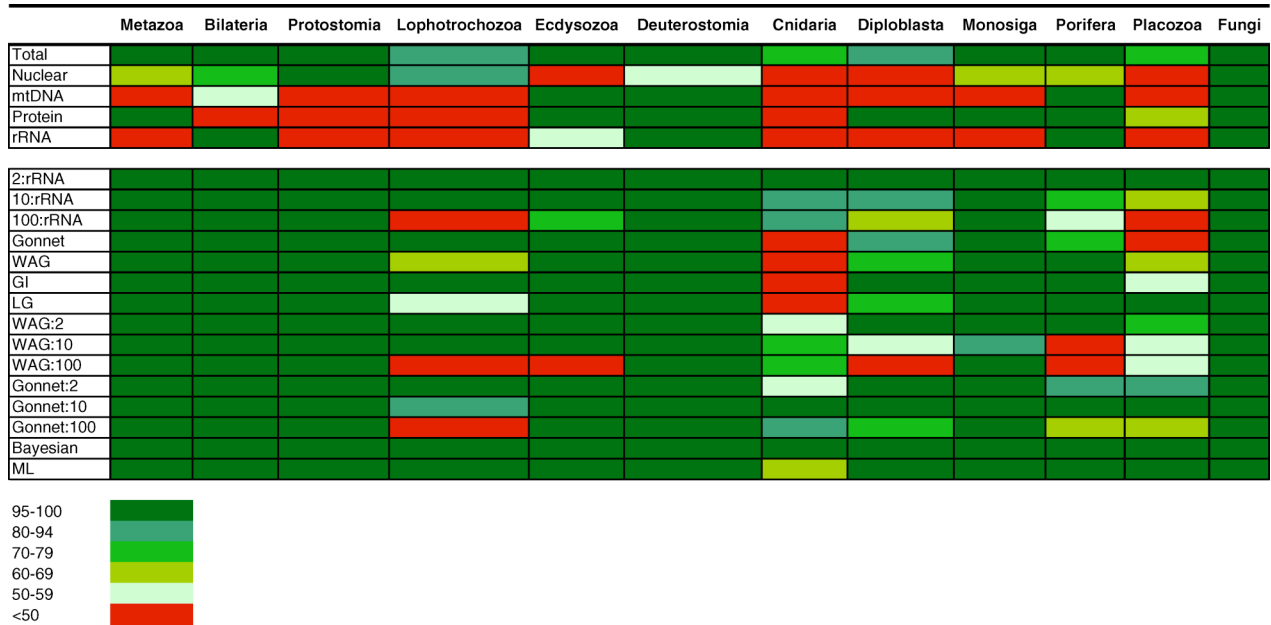 Metazoa Bilateria Protostomia Lophotrochozoa Ecdysozoa Deuterostomia Cnidaria Diploblasta Monosiga Porifera Placozoa Fungi
Total
Nuclear
mtDNA
Protein
rRNA
2:rRNA
10:rRNA
100:rRNA
Gonnet
WAG
GI
LG
WAG:2
WAG:10
WAG:100
Gonnet:2
Gonnet:10
Gonnet:100
Bayesian
ML
95-100
80-94
70-79
60-69
50-59
<50